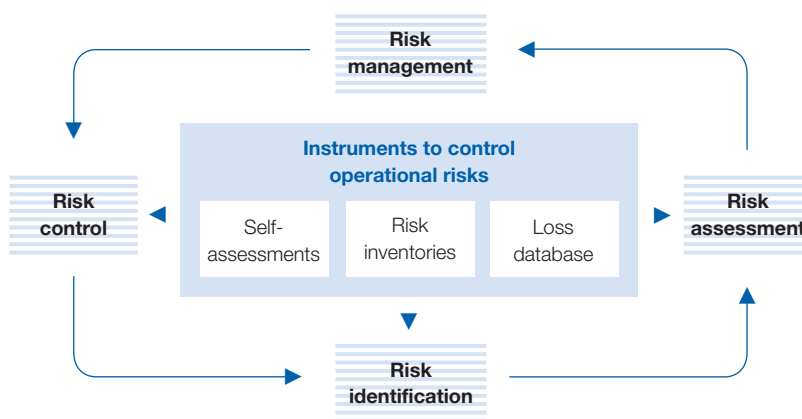 Risk
management
Instruments to control
operational risks
Risk
control
Self-
assessments
Risk
inventories
Loss
database
Risk
assessment
Risk
identification